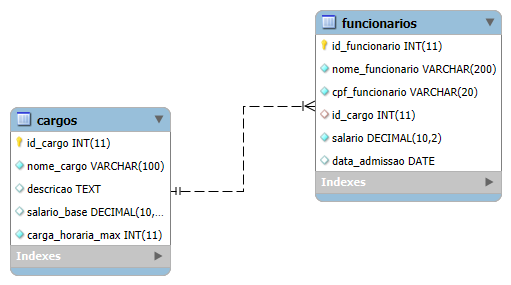 funcionarios
id_funcionario INT(11)
nome_funcionario VARCHAR(200)
cpf_funcionario VARCHAR(20)
id_cargo INT(11)
salario DECIMAL(10,2)
data_admissao DATE
Indexes
cargos
id_cargo INT(11)
nome_cargo VARCHAR(100)
descricao TEXT
salario_base DECIMAL(10,...
carga_horaria_max INT(11)
Indexes